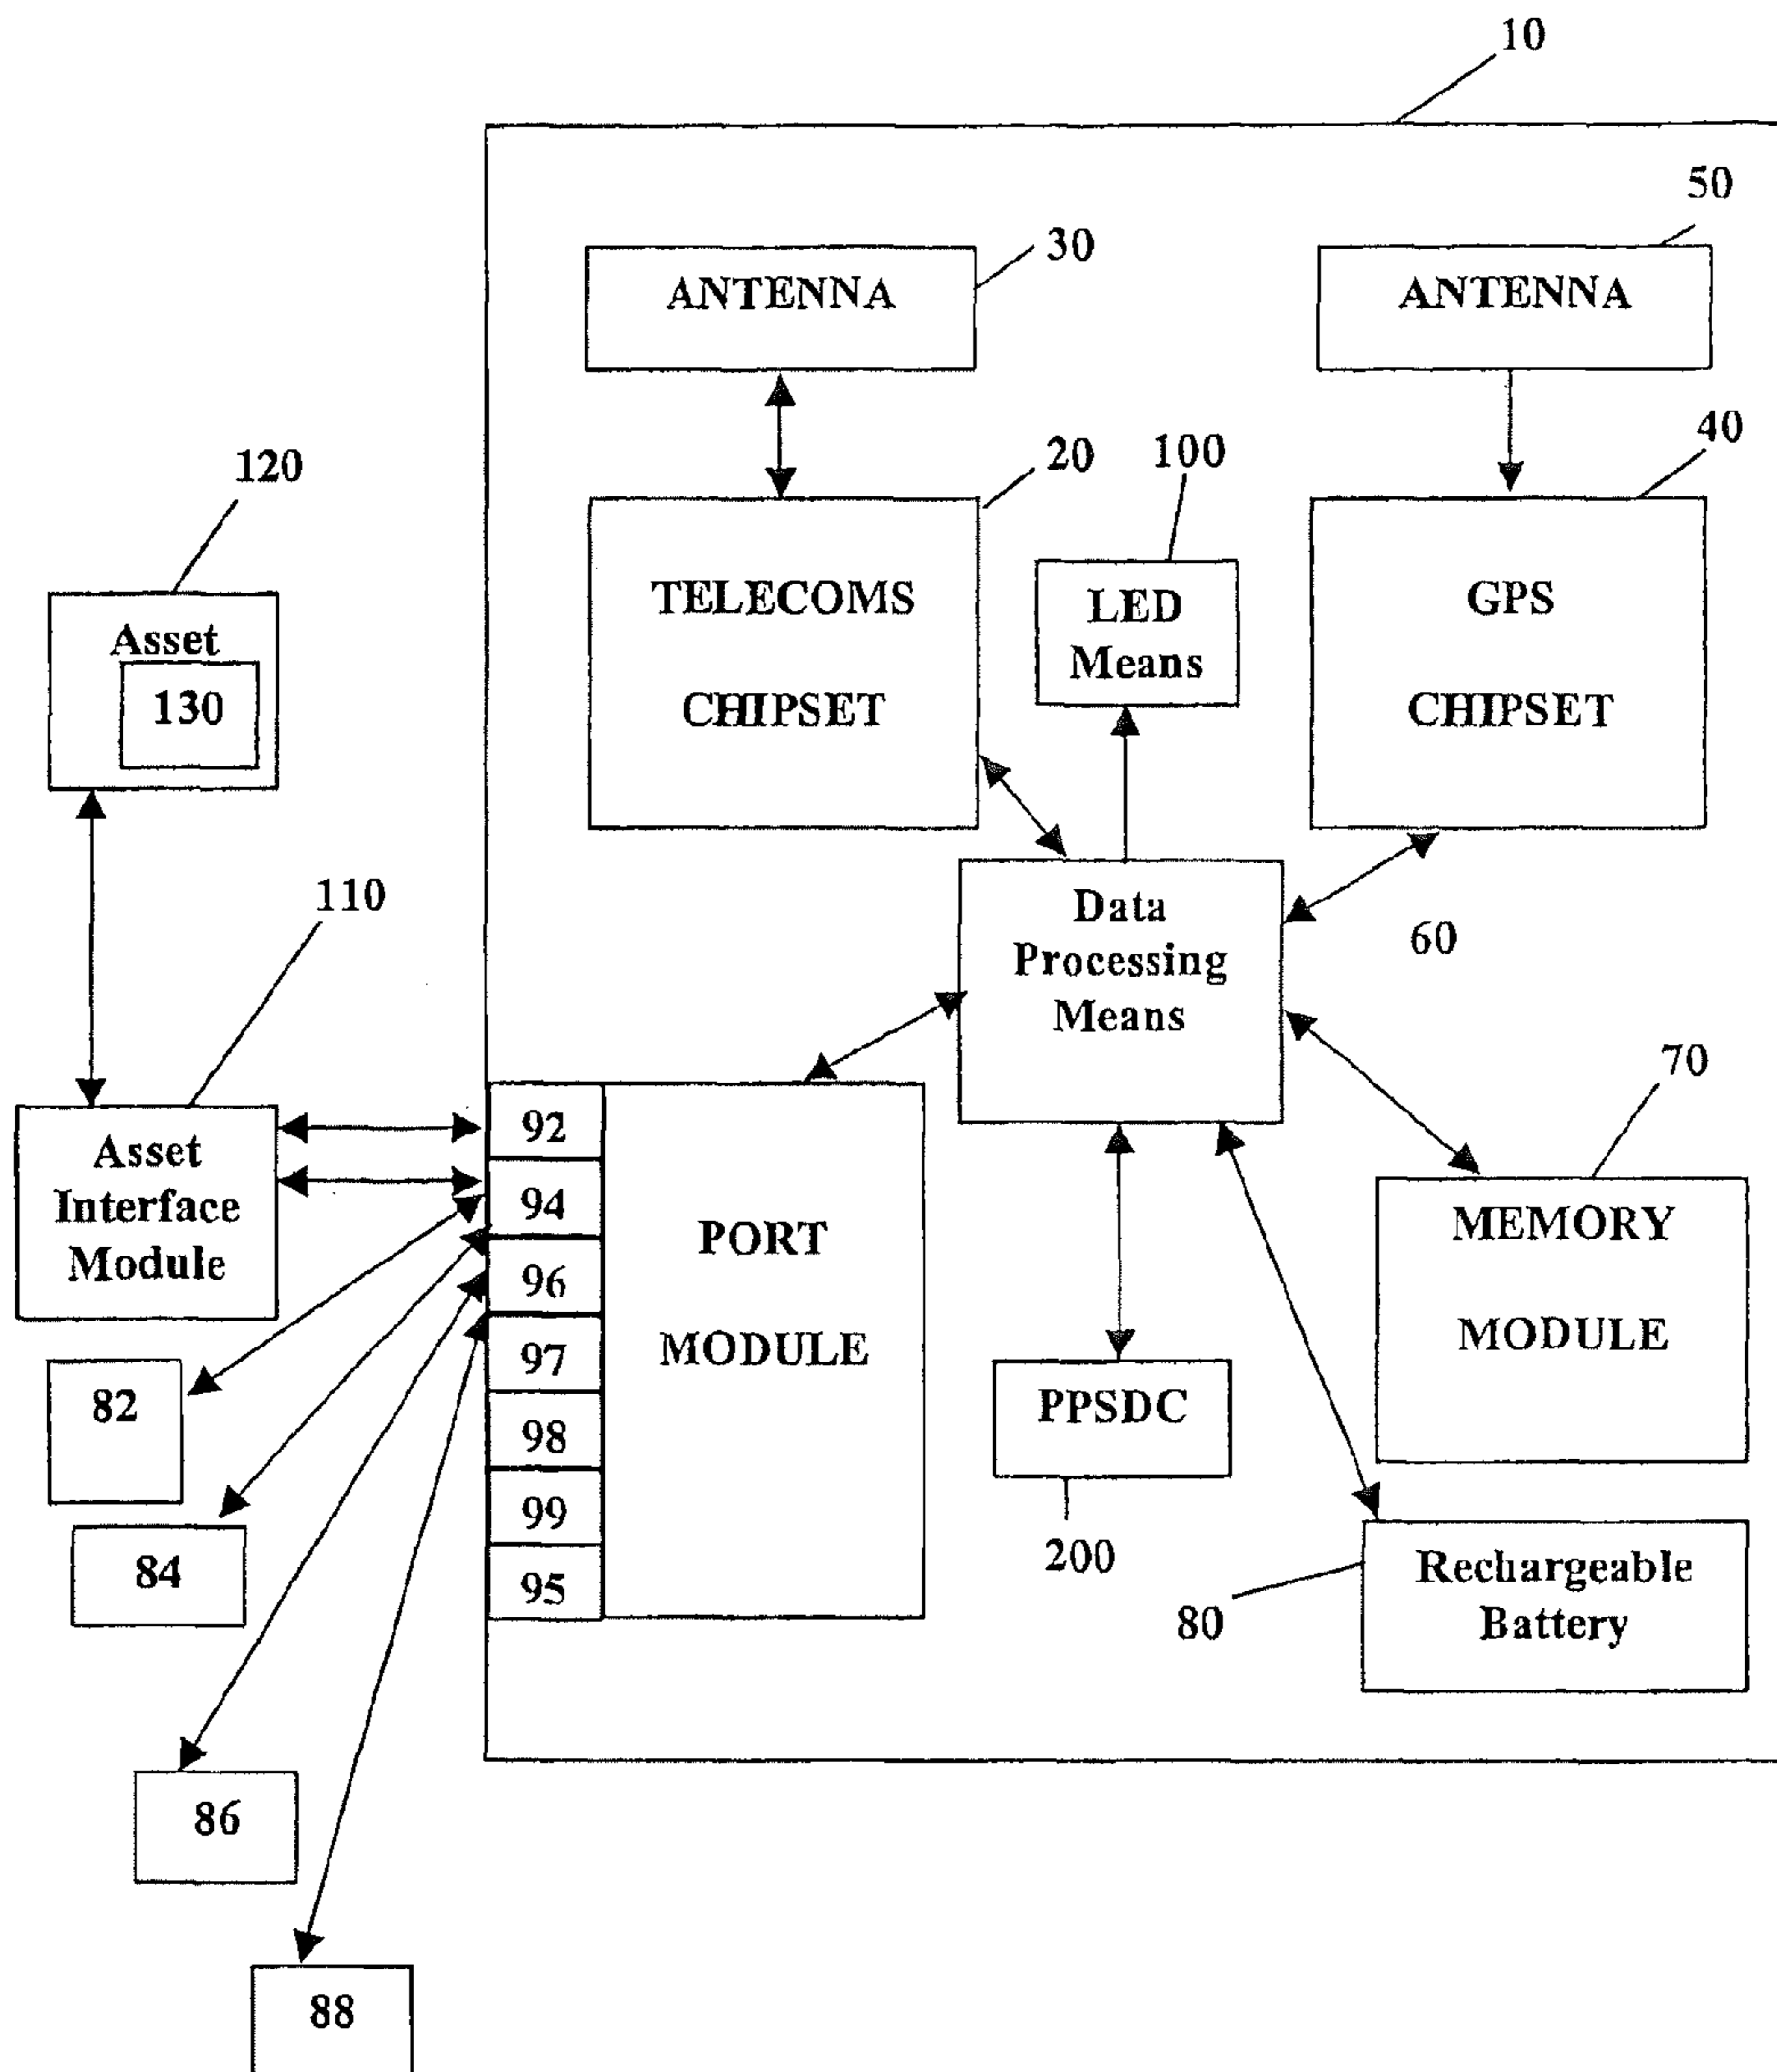 10
50
30
ANTENNA
ANTENNA
40
20
100
120
TELECOMS
CHIPSET
LED
Means
GPS
CHIPSET
Asset
130
110
Data
Processing
Means
60
70
Asset
Interface
Module
92
94
96
97
98
99
95
PORT
MODULE
MEMORY
MODULE
82
PPSDC
84
200
Rechargeable
Battery
80
86
88